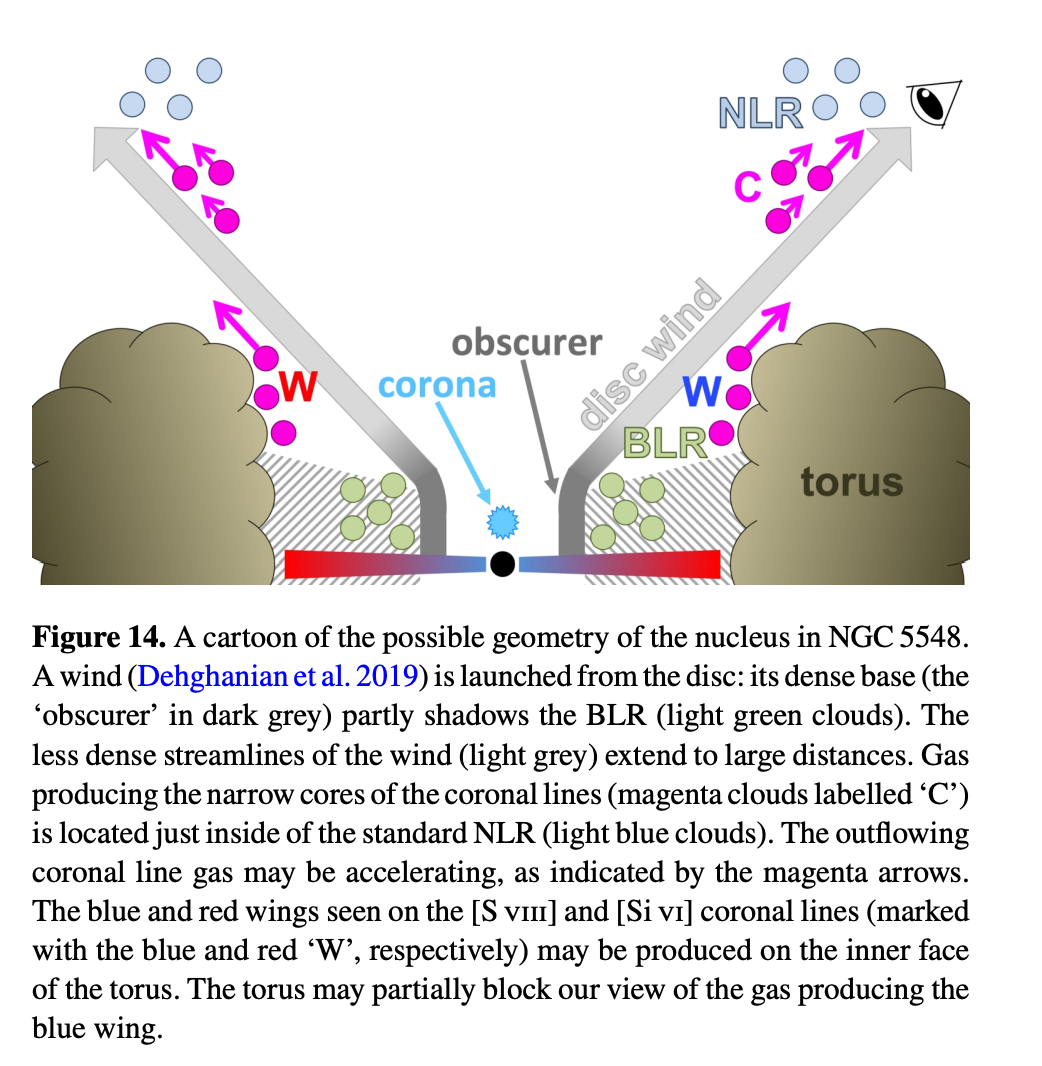 NLR
C
disc wind
obscurer
corona
W
W
BLR
torus
Figure 14. A cartoon of the possible geometry of the nucleus in NGC 5548.
A wind (Dehghanian et al. 2019) is launched from the disc: its dense base (the
‘obscurer’ in dark grey) partly shadows the BLR (light green clouds). The
less dense streamlines of the wind (light grey) extend to large distances. Gas
producing the narrow cores of the coronal lines (magenta clouds labelled ‘C’)
is located just inside of the standard NLR (light blue clouds). The outflowing
coronal line gas may be accelerating, as indicated by the magenta arrows.
The blue and red wings seen on the [S VIII] and [Si VI] coronal lines (marked
with the blue and red ‘W’, respectively) may be produced on the inner face
of the torus. The torus may partially block our view of the gas producing the
blue wing.